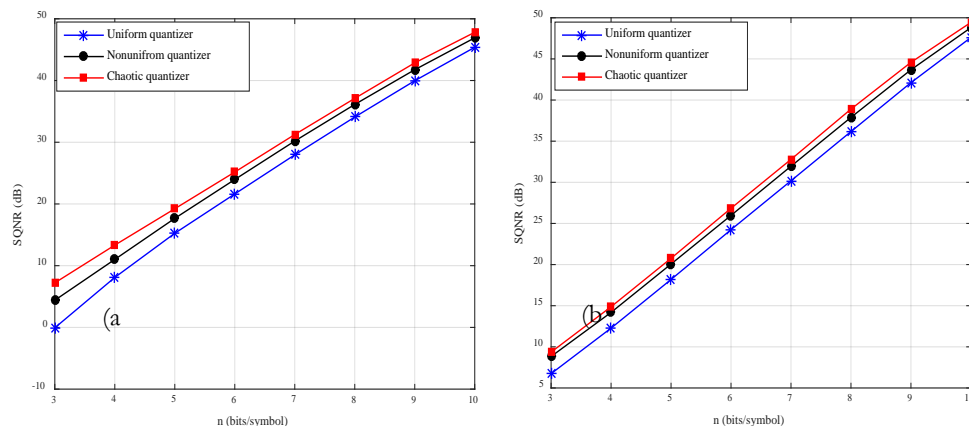 50
40
30
20
10
0
-10
SQNR (dB)
Uniform quantizer
Nonunifrom quantizer
Chaotic quantizer
(a
3 4 5 6 7 8 9 10
n (bits/symbol)
50
45
40
35
30
25
20
15
10
5
SQNR (dB)
Uniform quantizer
Nonuniform quantizer
Chaotic quantizer
(b
3 4 5 6 7 8 9 1
n (bits/symbol)